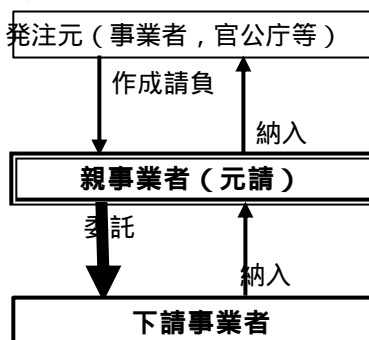 発注元（事業者，官公庁等）
作成請負
納入
親事業者（元請）
委託
納入
下請事業者